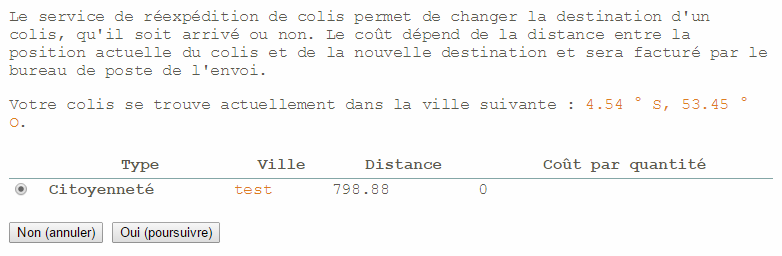 Le service de réexpédition de colis permet de changer la destination d'un
colis, qu'il soit arrivé ou non. Le coût dépend de la distance entre la
position actuelle du colis et de la nouvelle destination et sera facturé par le
bureau de poste de l'envoi.
Votre colis se trouve actuellement dans la ville suivante : 4.54 ° S, 53.45 °
O.
Type Ville Distance Coût par quantité
Citoyenneté test 798.88 0
Non (annuler) Oui (poursuivre)